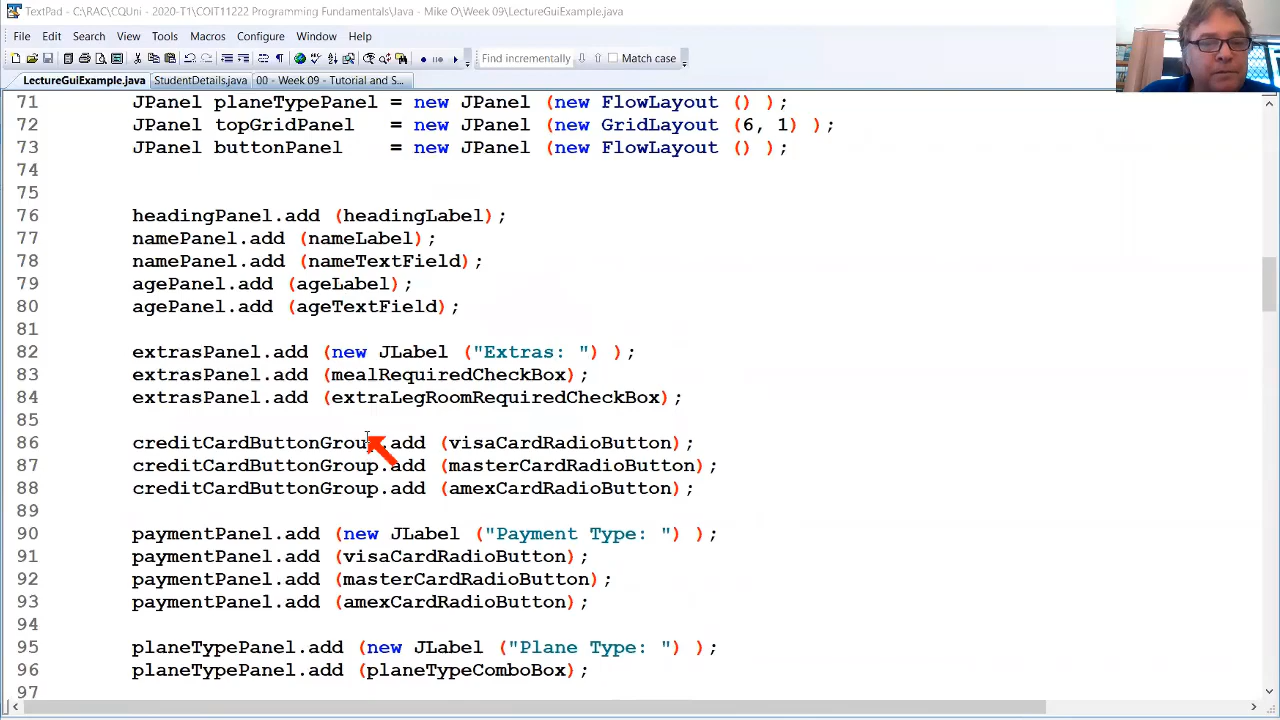 TextPad - C:\RAC\CQUni - 2020-T1\COIT11222 Programming Fundamentals\Java - Mike O\Week 09\LectureGuiExample.java
File Edit Search View Tools Macros Configure Window Help
Find incrementally Match case
LectureGuiExample.java StudentDetails.java 00 - Week 09 - Tutorial and S...
71 JPanel planeTypePanel = new JPanel (new FlowLayout () );
72 JPanel topGridPanel = new JPanel (new GridLayout (6, 1) );
73 JPanel buttonPanel = new JPanel (new FlowLayout () );
74
75
76 headingPanel.add (headingLabel);
77 namePanel.add (nameLabel);
78 namePanel.add (nameTextField);
79 agePanel.add (ageLabel);
80 agePanel.add (ageTextField);
81
82 extrasPanel.add (new JLabel ("Extras: ") );
83 extrasPanel.add (mealRequiredCheckBox);
84 extrasPanel.add (extraLegRoomRequiredCheckBox);
85
86 creditCardButtonGroup.add (visaCardRadioButton);
87 creditCardButtonGroup.add (masterCardRadioButton);
88 creditCardButtonGroup.add (amexCardRadioButton);
89
90 paymentPanel.add (new JLabel ("Payment Type: ") );
91 paymentPanel.add (visaCardRadioButton);
92 paymentPanel.add (masterCardRadioButton);
93 paymentPanel.add (amexCardRadioButton);
94
95 planeTypePanel.add (new JLabel ("Plane Type: ") );
96 planeTypePanel.add (planeTypeComboBox);
97